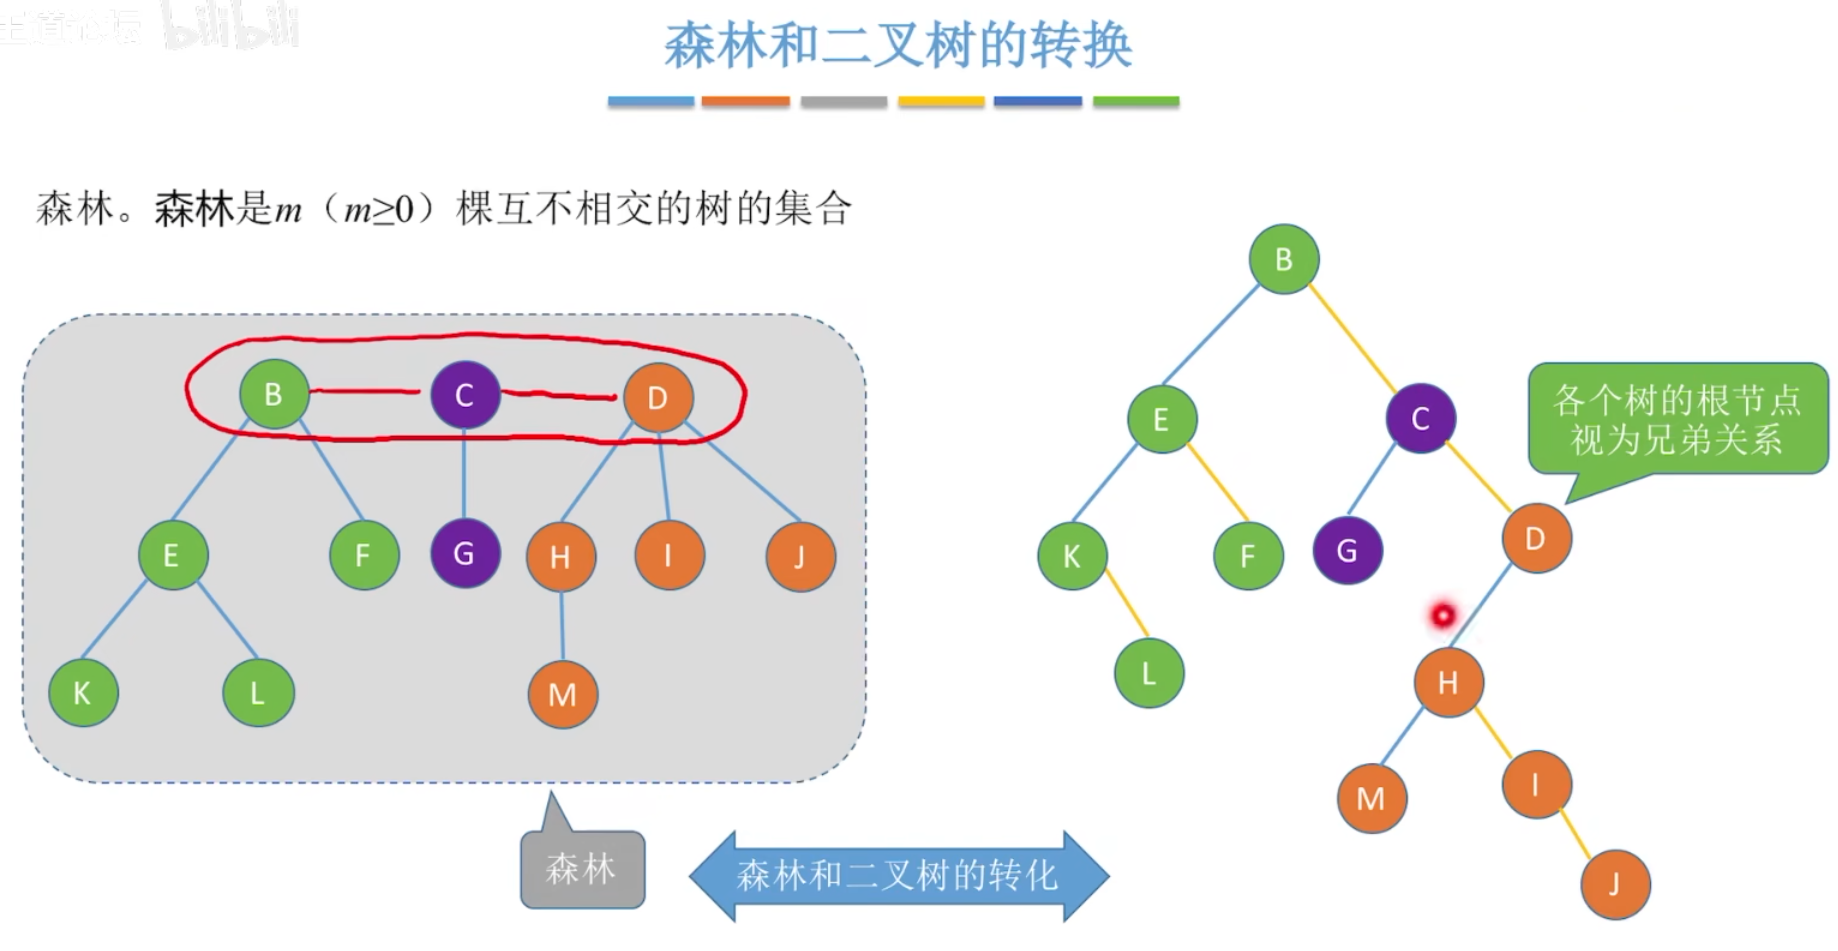 王道论坛 bilibili
森林和二叉树的转换
森林。森林是m（m≥0）棵互不相交的树的集合
B
C
D
E
F
G
H
I
J
K
L
M
森林
森林和二叉树的转化
B
E
C
各个树的根节点
视为兄弟关系
K
F
G
D
L
H
M
I
J